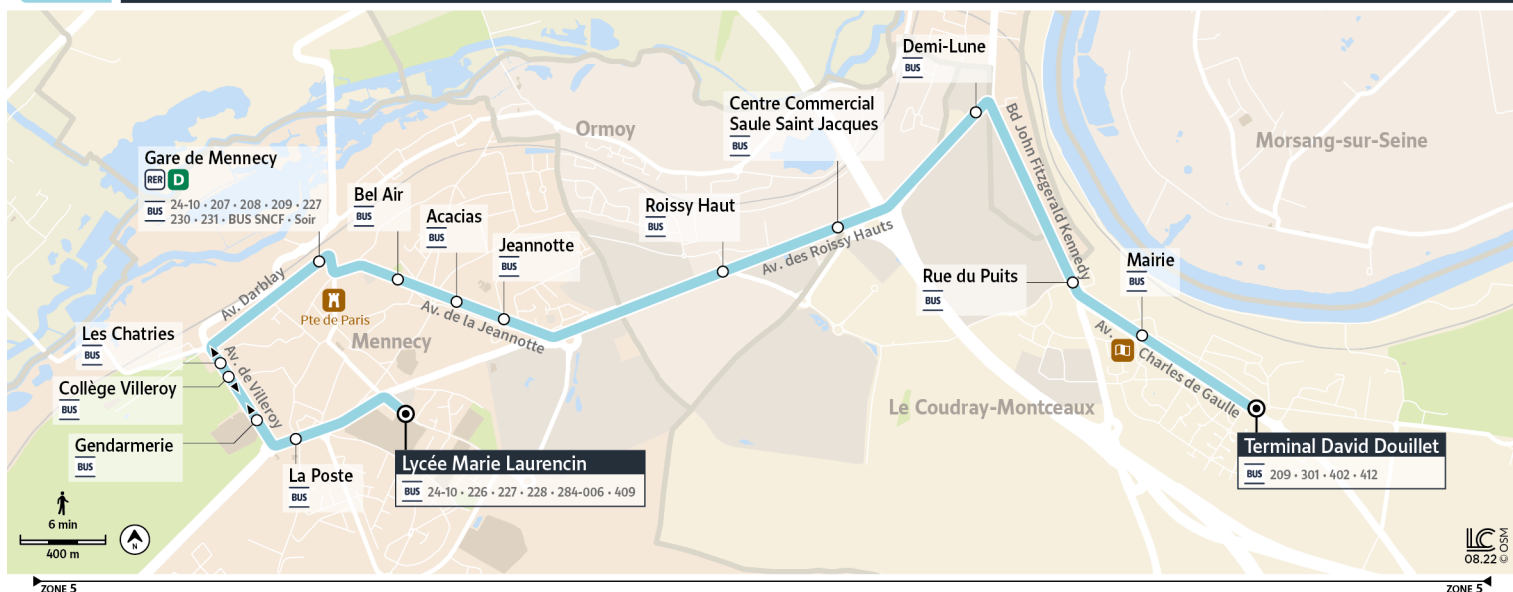 Demi-Lune
BUS
Centre Commercial
Saule Saint Jacques
BUS
Bd John Fitzgerald Kennedy
Morsang-sur-Seine
Ormoy
Gare de Mennecy
RER D
BUS 24-10 • 207 • 208 • 209 • 227
230 • 231 • BUS SNCF • Soir
Bel Air
BUS
Acacias
BUS
Jeannotte
BUS
Roissy Haut
BUS
Av. des Roissy Hauts
Rue du Puits
BUS
Mairie
BUS
Av. Darblay
Pte de Paris
Av. de la Jeannotte
Mennecy
Av. Charles de Gaulle
Les Chatries
BUS
Av. de Villeroy
Collège Villeroy
BUS
Gendarmerie
BUS
Le Coudray-Montceaux
La Poste
BUS
Lycée Marie Laurencin
BUS 24-10 • 226 • 227 • 228 • 284-006 • 409
Terminal David Douillet
BUS 209 • 301 • 402 • 412
6 min
400 m
N
LC
08.22 © OSM
ZONE 5
ZONE 5